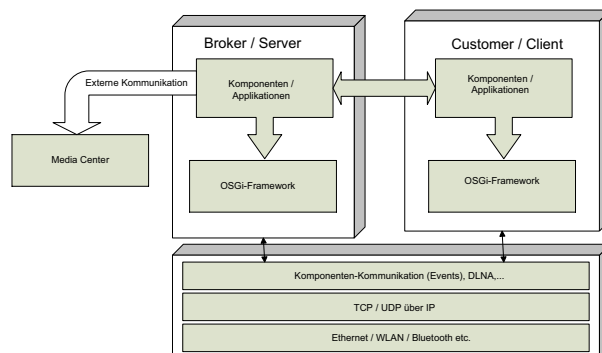 Broker / Server
Customer / Client
Externe Kommunikation
Komponenten /
Applikationen
Komponenten /
Applikationen
Media Center
OSGi-Framework
OSGi-Framework
Komponenten-Kommunikation (Events), DLNA,...
TCP / UDP über IP
Ethernet / WLAN / Bluetooth etc.